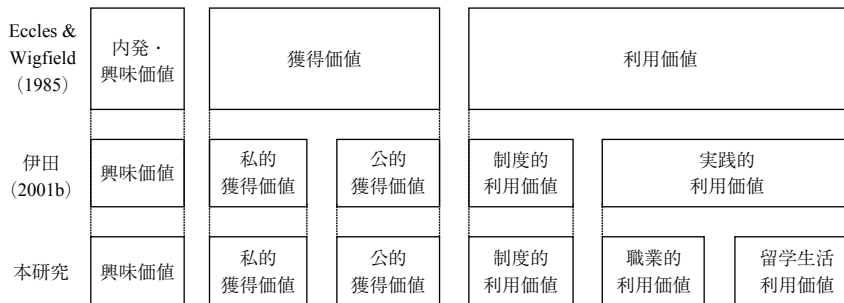 Eccles &
Wigfield
（1985）
内発・
興味価値
獲得価値
利用価値
伊田
（2001b）
興味価値
私的
獲得価値
公的
獲得価値
制度的
利用価値
実践的
利用価値
本研究
興味価値
私的
獲得価値
公的
獲得価値
制度的
利用価値
職業的
利用価値
留学生活
利用価値